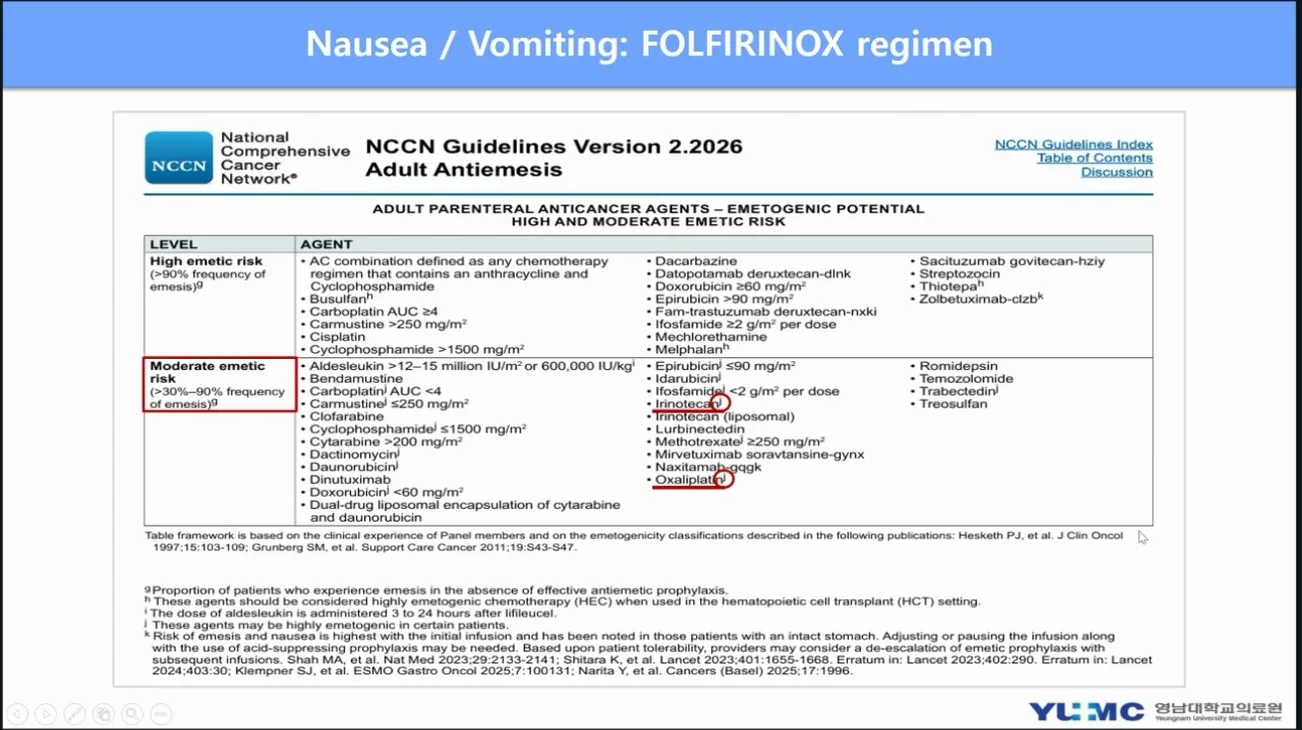 Nausea / Vomiting: FOLFIRINOX regimen
NCCN
National
Comprehensive
Cancer
Network®
NCCN Guidelines Version 2.2026
Adult Antiemesis
NCCN Guidelines Index
Table of Contents
Discussion
ADULT PARENTERAL ANTICANCER AGENTS – EMETOGENIC POTENTIAL
HIGH AND MODERATE EMETIC RISK
LEVEL
AGENT
High emetic risk
(>90% frequency of
emesis)g
• AC combination defined as any chemotherapy
regimen that contains an anthracycline and
Cyclophosphamide
• Busulfanh
• Carboplatin AUC ≥4
• Carmustine >250 mg/m2
• Cisplatin
• Cyclophosphamide >1500 mg/m2
• Dacarbazine
• Datopotamab deruxtecan-dlnk
• Doxorubicin ≥60 mg/m2
• Epirubicin >90 mg/m2
• Fam-trastuzumab deruxtecan-nxki
• Ifosfamide ≥2 g/m2 per dose
• Mechlorethamine
• Melphalanh
• Sacituzumab govitecan-hziy
• Streptozocin
• Thiotepah
• Zolbetuximab-clzbk
Moderate emetic
risk
(>30%–90% frequency
of emesis)g
• Aldesleukin >12–15 million IU/m2 or 600,000 IU/kgi
• Bendamustine
• Carboplatinj AUC <4
• Carmustinej ≤250 mg/m2
• Clofarabine
• Cyclophosphamidej ≤1500 mg/m2
• Cytarabine >200 mg/m2
• Dactinomycinj
• Daunorubicinj
• Dinutuximab
• Doxorubicinj <60 mg/m2
• Dual-drug liposomal encapsulation of cytarabine
and daunorubicin
• Epirubicinj ≤90 mg/m2
• Idarubicinj
• Ifosfamidej <2 g/m2 per dose
• Irinotecanj
• Irinotecan (liposomal)
• Lurbinectedin
• Methotrexatej ≥250 mg/m2
• Mirvetuximab soravtansine-gynx
• Naxitamab-gqgk
• Oxaliplatinj
• Romidepsin
• Temozolomide
• Trabectedinj
• Treosulfan
Table framework is based on the clinical experience of Panel members and on the emetogenicity classifications described in the following publications: Hesketh PJ, et al. J Clin Oncol
1997;15:103-109; Grunberg SM, et al. Support Care Cancer 2011;19:S43-S47.
g Proportion of patients who experience emesis in the absence of effective antiemetic prophylaxis.
h These agents should be considered highly emetogenic chemotherapy (HEC) when used in the hematopoietic cell transplant (HCT) setting.
i The dose of aldesleukin is administered 3 to 24 hours after lifileucel.
j These agents may be highly emetogenic in certain patients.
k Risk of emesis and nausea is highest with the initial infusion and has been noted in those patients with an intact stomach. Adjusting or pausing the infusion along
with the use of acid-suppressing prophylaxis may be needed. Based upon patient tolerability, providers may consider a de-escalation of emetic prophylaxis with
subsequent infusions. Shah MA, et al. Nat Med 2023;29:2133-2141; Shitara K, et al. Lancet 2023;401:1655-1668. Erratum in: Lancet 2023;402:290. Erratum in: Lancet
2024;403:30; Klempner SJ, et al. ESMO Gastro Oncol 2025;7:100131; Narita Y, et al. Cancers (Basel) 2025;17:1996.
YUMC 영남대학교의료원
Yeungnam University Medical Center